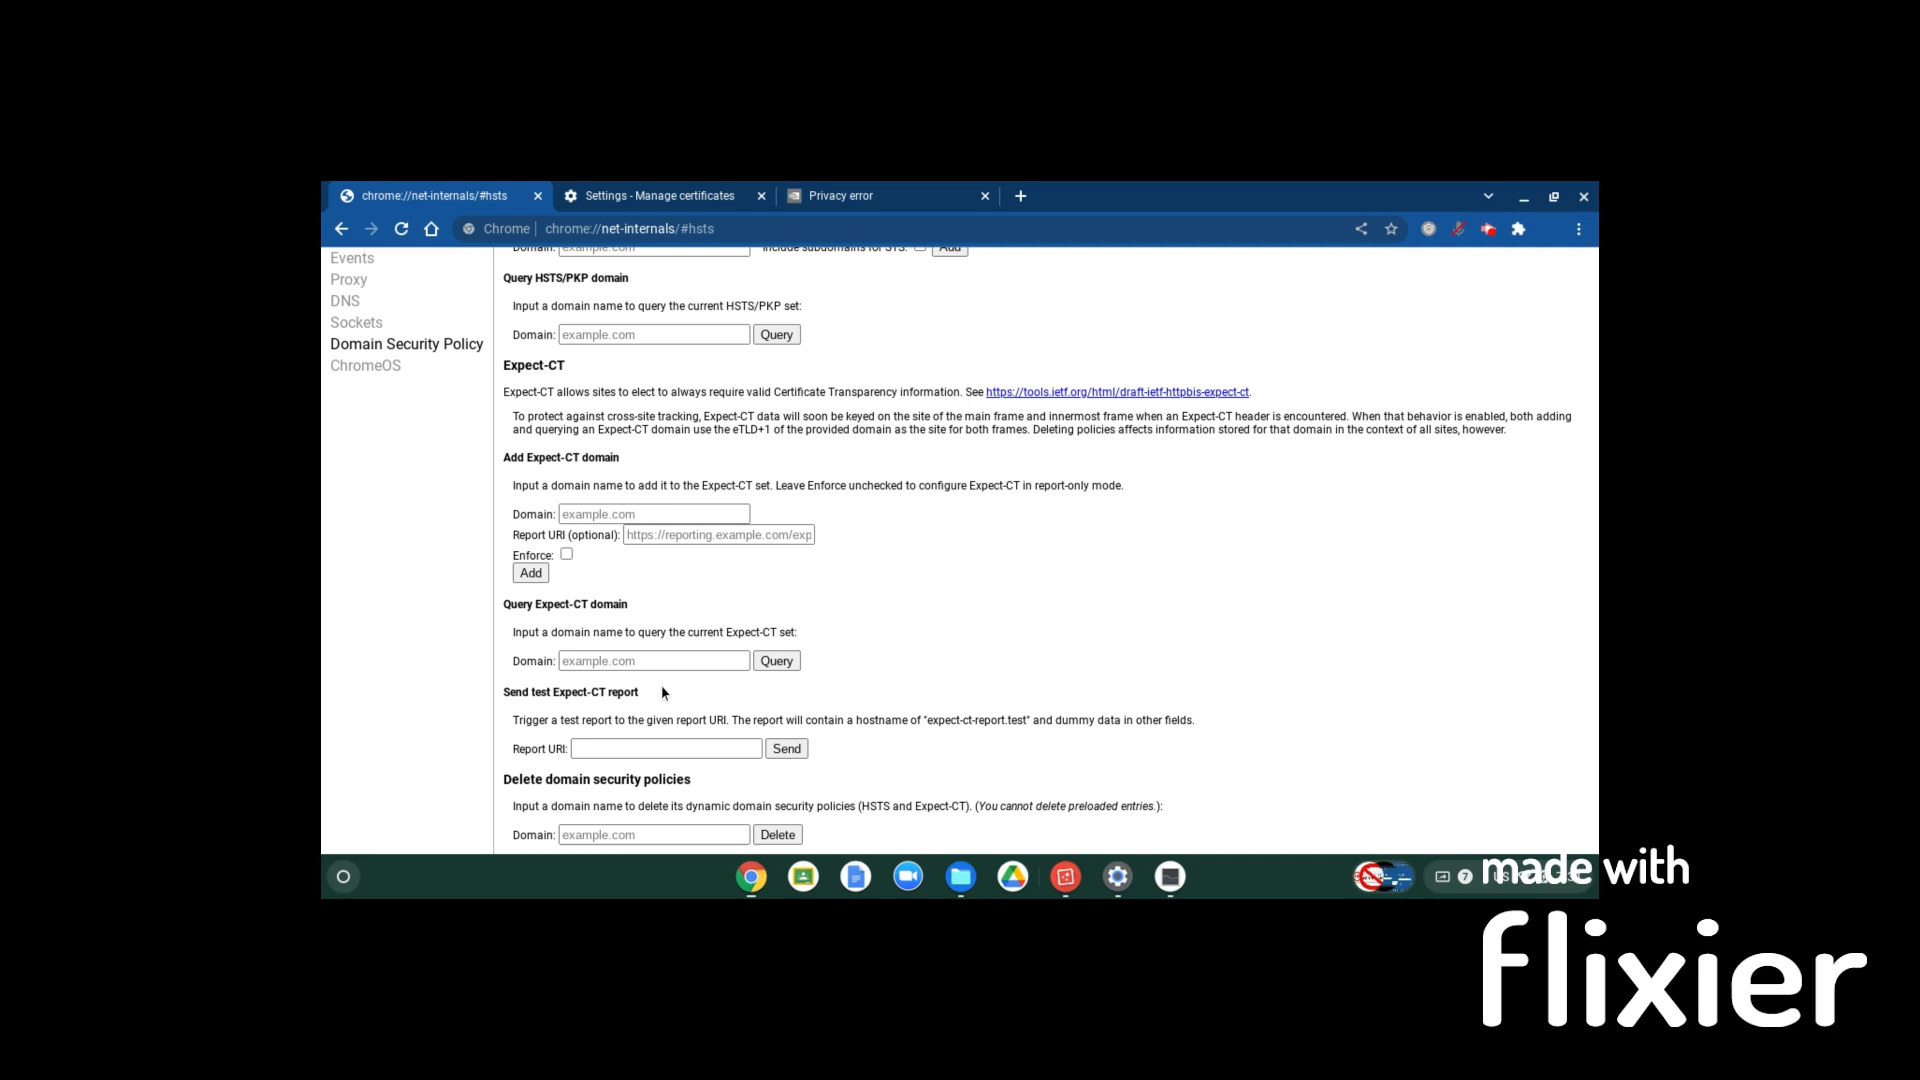 chrome://net-internals/#hsts
Settings - Manage certificates
Privacy error
Chrome
chrome://net-internals/#hsts
Events
Proxy
DNS
Sockets
Domain Security Policy
ChromeOS
Domain: example.com Include subdomains for STS: Add
Query HSTS/PKP domain
Input a domain name to query the current HSTS/PKP set:
Domain: example.com Query
Expect-CT
Expect-CT allows sites to elect to always require valid Certificate Transparency information. See https://tools.ietf.org/html/draft-ietf-httpbis-expect-ct.
To protect against cross-site tracking, Expect-CT data will soon be keyed on the site of the main frame and innermost frame when an Expect-CT header is encountered. When that behavior is enabled, both adding
and querying an Expect-CT domain use the eTLD+1 of the provided domain as the site for both frames. Deleting policies affects information stored for that domain in the context of all sites, however.
Add Expect-CT domain
Input a domain name to add it to the Expect-CT set. Leave Enforce unchecked to configure Expect-CT in report-only mode.
Domain: example.com
Report URI (optional): https://reporting.example.com/exp
Enforce:
Add
Query Expect-CT domain
Input a domain name to query the current Expect-CT set:
Domain: example.com Query
Send test Expect-CT report
Trigger a test report to the given report URI. The report will contain a hostname of "expect-ct-report.test" and dummy data in other fields.
Report URI: Send
Delete domain security policies
Input a domain name to delete its dynamic domain security policies (HSTS and Expect-CT). (You cannot delete preloaded entries.):
Domain: example.com Delete
7
US
made with
flixier